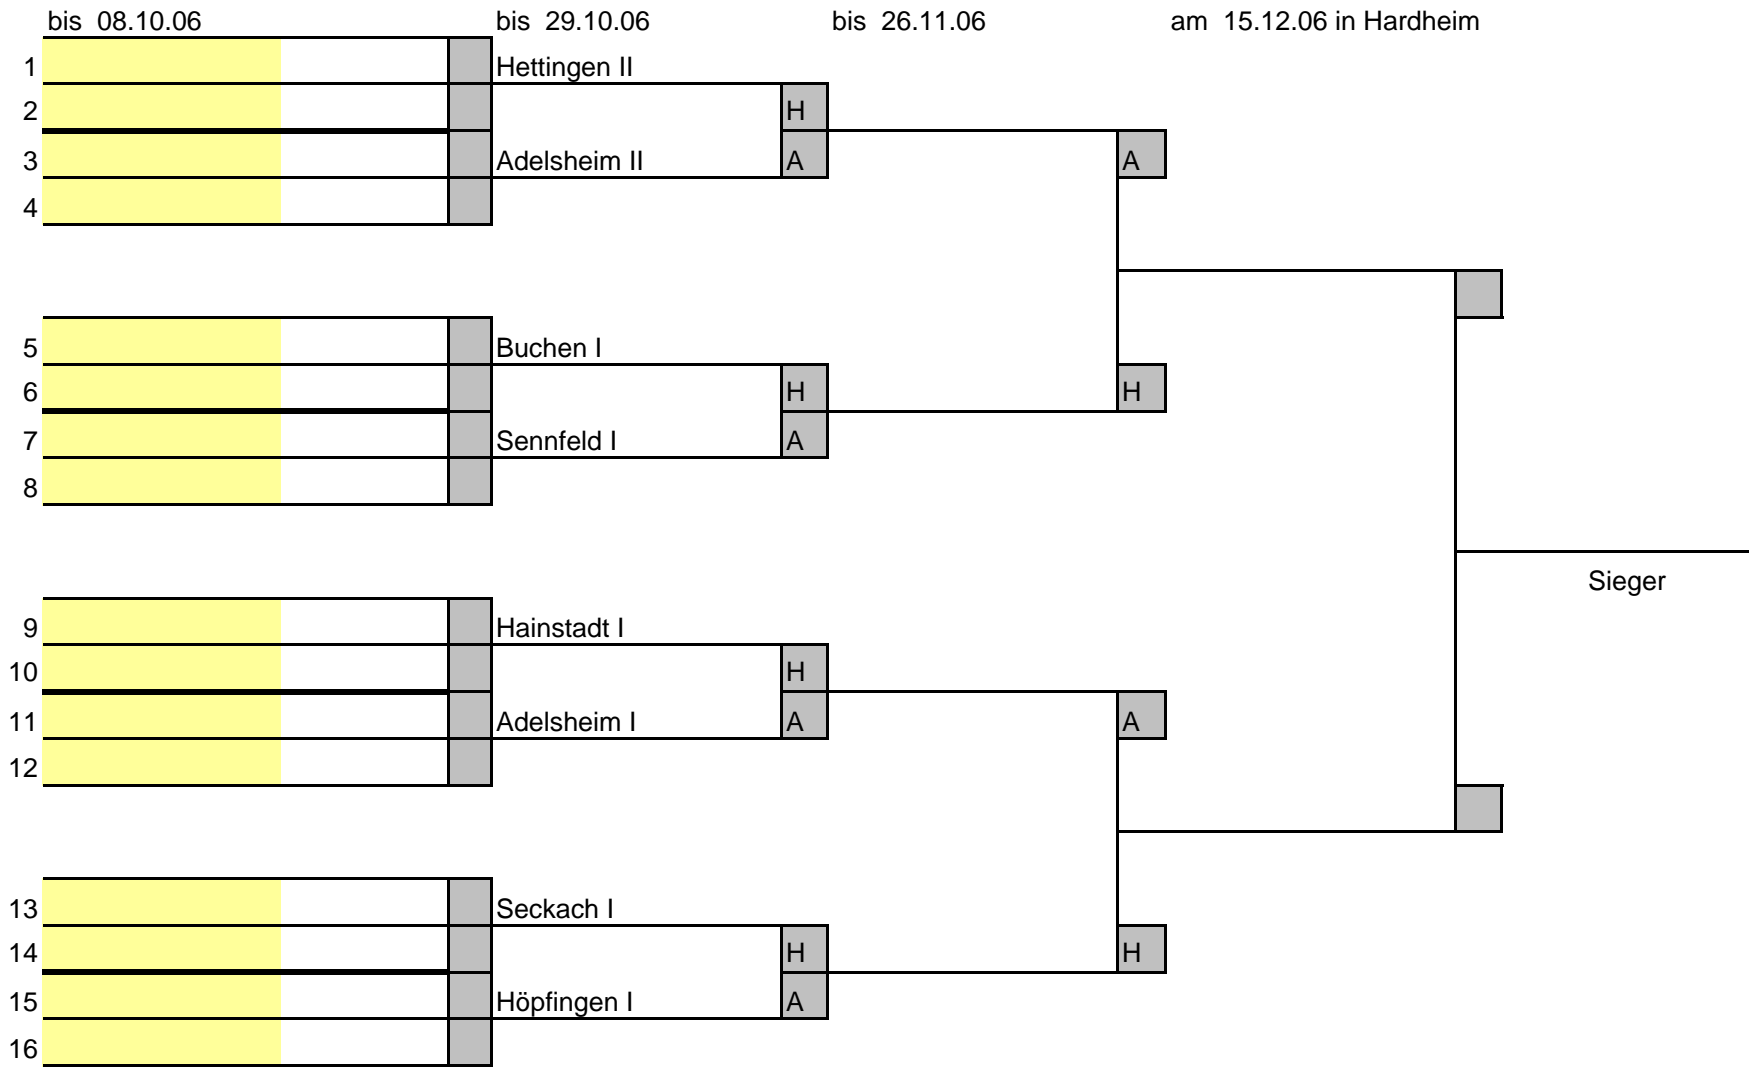 bis 08.10.06 bis 29.10.06 bis 26.11.06 am 15.12.06 in Hardheim
1 Hettingen II
2 H
3 Adelsheim II A A
4
5 Buchen I
6 H H
7 Sennfeld I A
8
Sieger
9 Hainstadt I
10 H
11 Adelsheim I A A
12
13 Seckach I
14 H H
15 Höpfingen I A
16